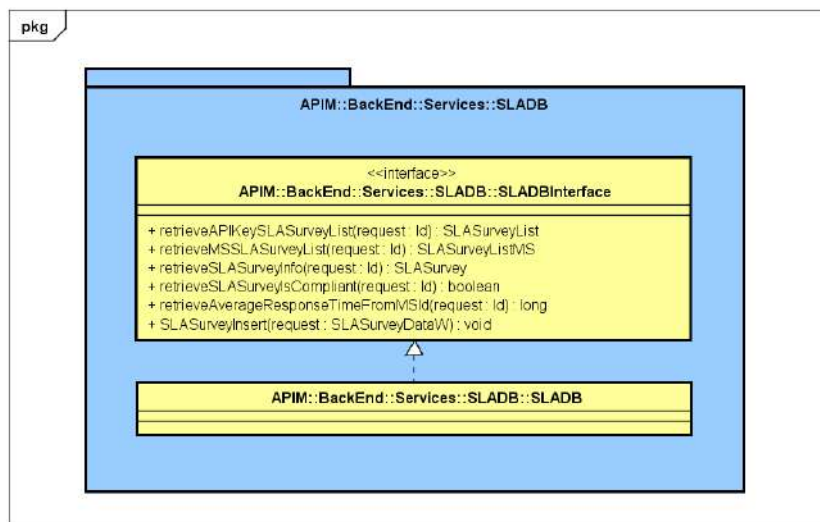 pkg
APIM::BackEnd::Services::SLADB
<<interface>>
APIM::BackEnd::Services::SLADB::SLADBInterface
+ retrieveAPIKeySLASurveyList(request : Id) : SLASurveyList
+ retrieveMSSLASurveyList(request : Id) : SLASurveyListMS
+ retrieveSLASurveyInfo(request : Id) : SLASurvey
+ retrieveSLASurveyIsCompliant(request : Id) : boolean
+ retrieveAverageResponseTimeFromMSId(request : Id) : long
+ SLASurveyInsert(request : SLASurveyDataW) : void
APIM::BackEnd::Services::SLADB::SLADB